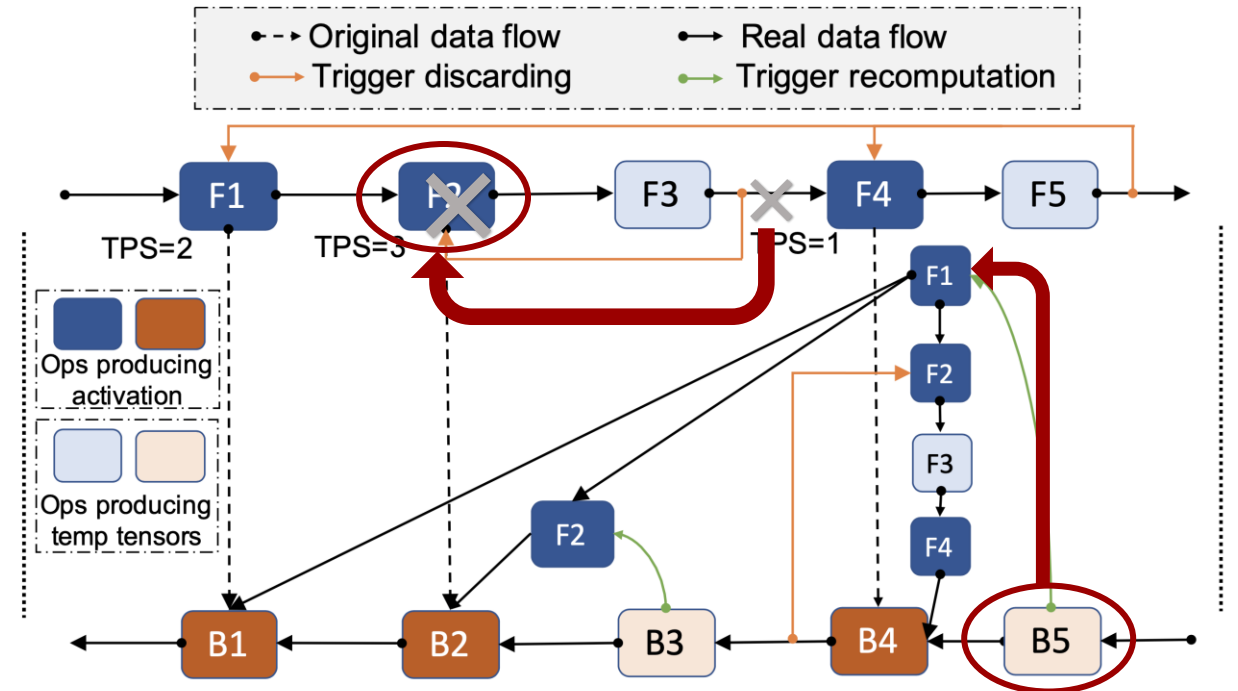 Original data flow
Real data flow
Trigger discarding
Trigger recomputation
F1
F2
F3
F4
F5
TPS=2
TPS=3
TPS=1
F1
Ops producing
activation
F2
F3
Ops producing
temp tensors
F2
F4
B1
B2
B3
B4
B5